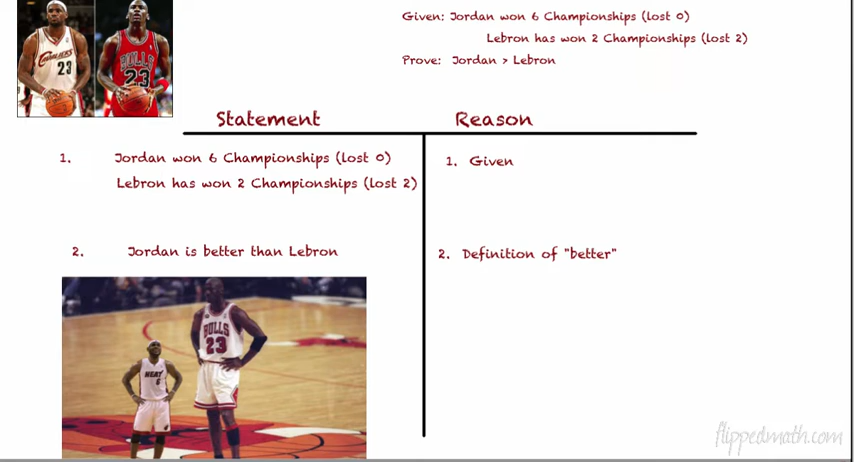 Given: Jordan won 6 Championships (lost 0)
Lebron has won 2 Championships (lost 2)
Prove: Jordan > Lebron
CAVALIERS
23
BULLS
23
Statement
Reason
1. Jordan won 6 Championships (lost 0)
Lebron has won 2 Championships (lost 2)
1. Given
2. Jordan is better than Lebron
2. Definition of "better"
BULLS
23
HEAT
6
flippedmath.com